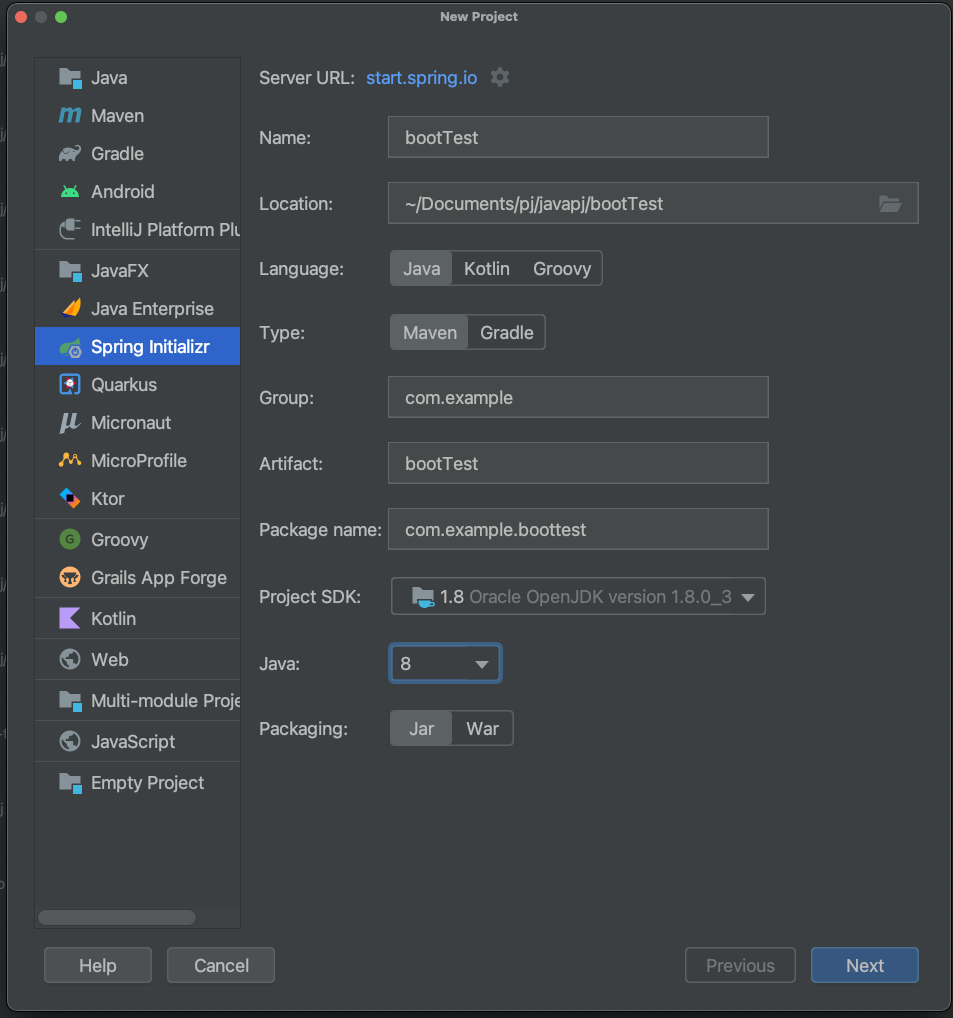 New Project
Java
Maven
Gradle
Android
IntelliJ Platform Plu
JavaFX
Java Enterprise
Spring Initializr
Quarkus
Micronaut
MicroProfile
Ktor
Groovy
Grails App Forge
Kotlin
Web
Multi-module Proje
JavaScript
Empty Project
Server URL: start.spring.io
Name: bootTest
Location: ~/Documents/pj/javapj/bootTest
Language: Java Kotlin Groovy
Type: Maven Gradle
Group: com.example
Artifact: bootTest
Package name: com.example.boottest
Project SDK: 1.8 Oracle OpenJDK version 1.8.0_3
Java: 8
Packaging: Jar War
Help Cancel Previous Next